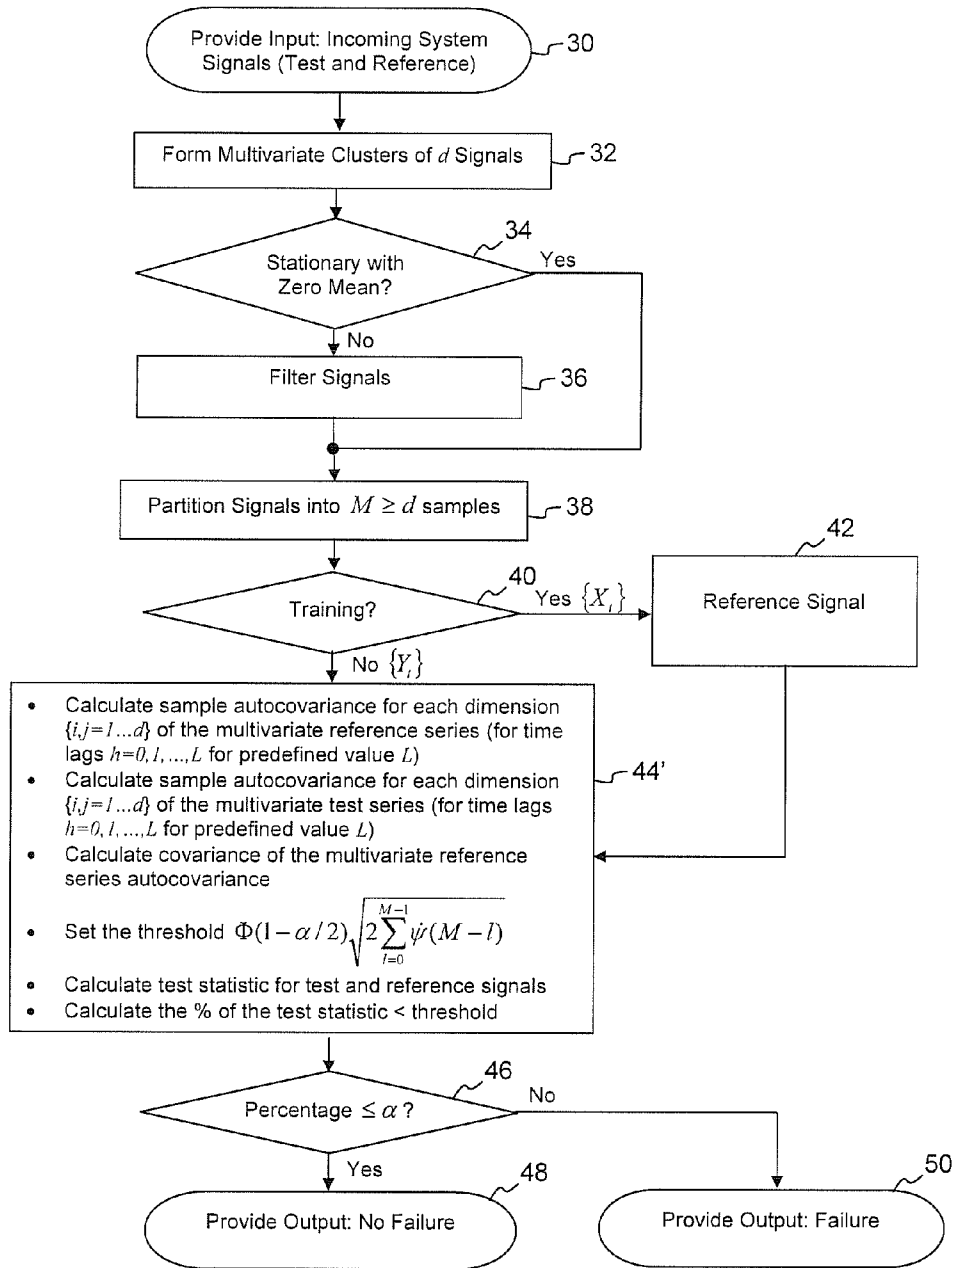 Provide Input: Incoming System
Signals (Test and Reference)
30
Form Multivariate Clusters of d Signals
32
34
Stationary with
Zero Mean?
Yes
No
Filter Signals
36
Partition Signals into M ≥ d samples
38
42
40
Training?
Yes {X_t}
Reference Signal
No {Y_t}
• Calculate sample autocovariance for each dimension
{i,j=1...d} of the multivariate reference series (for time
lags h=0,1,...,L for predefined value L)
44'
• Calculate sample autocovariance for each dimension
{i,j=1...d} of the multivariate test series (for time lags
h=0,1,...,L for predefined value L)
• Calculate covariance of the multivariate reference
series autocovariance
• Set the threshold Φ(1−α/2)√(2∑_{l=0}^{M−1} ψ̇(M−l))
• Calculate test statistic for test and reference signals
• Calculate the % of the test statistic < threshold
46
Percentage ≤ α ?
No
Yes
48
50
Provide Output: No Failure
Provide Output: Failure